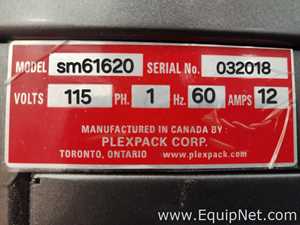 MODEL sm61620 SERIAL No. 032018
VOLTS 115 PH. 1 Hz. 60 AMPS 12
MANUFACTURED IN CANADA BY
PLEXPACK CORP.
TORONTO, ONTARIO www.plexpack.com
www.EquipNet.com